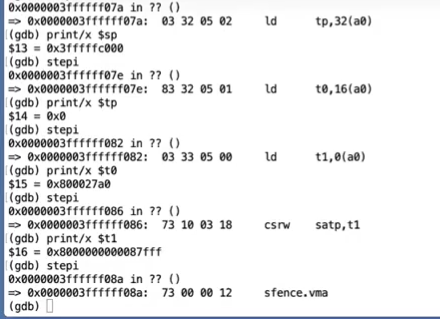 0x0000003ffffff07a in ?? ()
=> 0x0000003ffffff07a: 03 32 05 02 ld tp,32(a0)
(gdb) print/x $sp
$13 = 0x3fffffc000
(gdb) stepi
0x0000003ffffff07e in ?? ()
=> 0x0000003ffffff07e: 83 32 05 01 ld t0,16(a0)
(gdb) print/x $tp
$14 = 0x0
(gdb) stepi
0x0000003ffffff082 in ?? ()
=> 0x0000003ffffff082: 03 33 05 00 ld t1,0(a0)
(gdb) print/x $t0
$15 = 0x800027a0
(gdb) stepi
0x0000003ffffff086 in ?? ()
=> 0x0000003ffffff086: 73 10 03 18 csrw satp,t1
(gdb) print/x $t1
$16 = 0x8000000000087fff
(gdb) stepi
0x0000003ffffff08a in ?? ()
=> 0x0000003ffffff08a: 73 00 00 12 sfence.vma
(gdb)